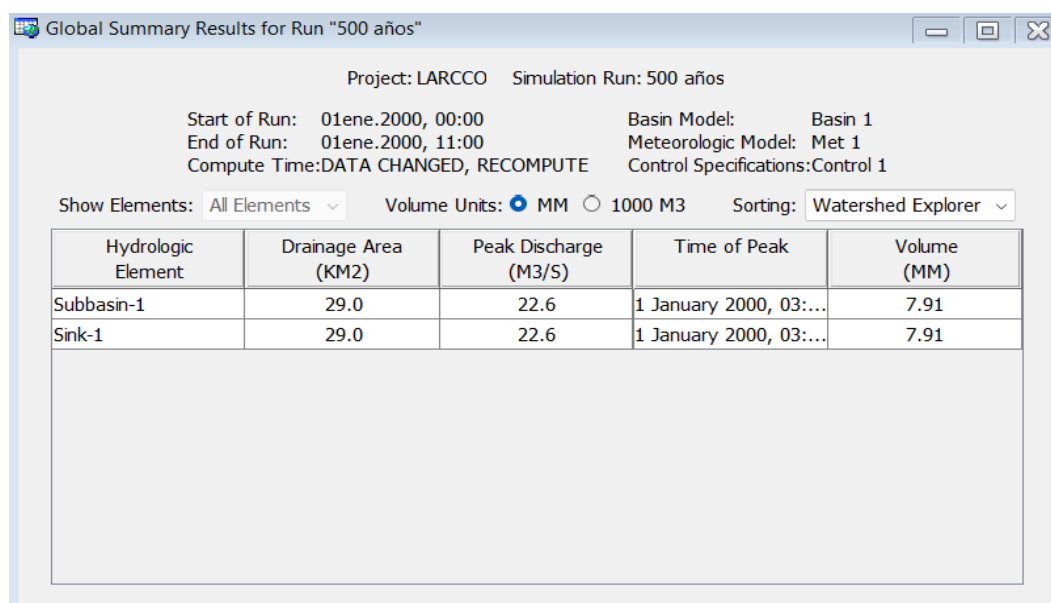 Global Summary Results for Run "500 años"
Project: LARCCO Simulation Run: 500 años
Start of Run: 01ene.2000, 00:00 Basin Model: Basin 1
End of Run: 01ene.2000, 11:00 Meteorologic Model: Met 1
Compute Time:DATA CHANGED, RECOMPUTE Control Specifications:Control 1
Show Elements: All Elements Volume Units: MM 1000 M3 Sorting: Watershed Explorer
Hydrologic Drainage Area Peak Discharge Time of Peak Volume
Element (KM2) (M3/S) (MM)
Subbasin-1 29.0 22.6 1 January 2000, 03:... 7.91
Sink-1 29.0 22.6 1 January 2000, 03:... 7.91